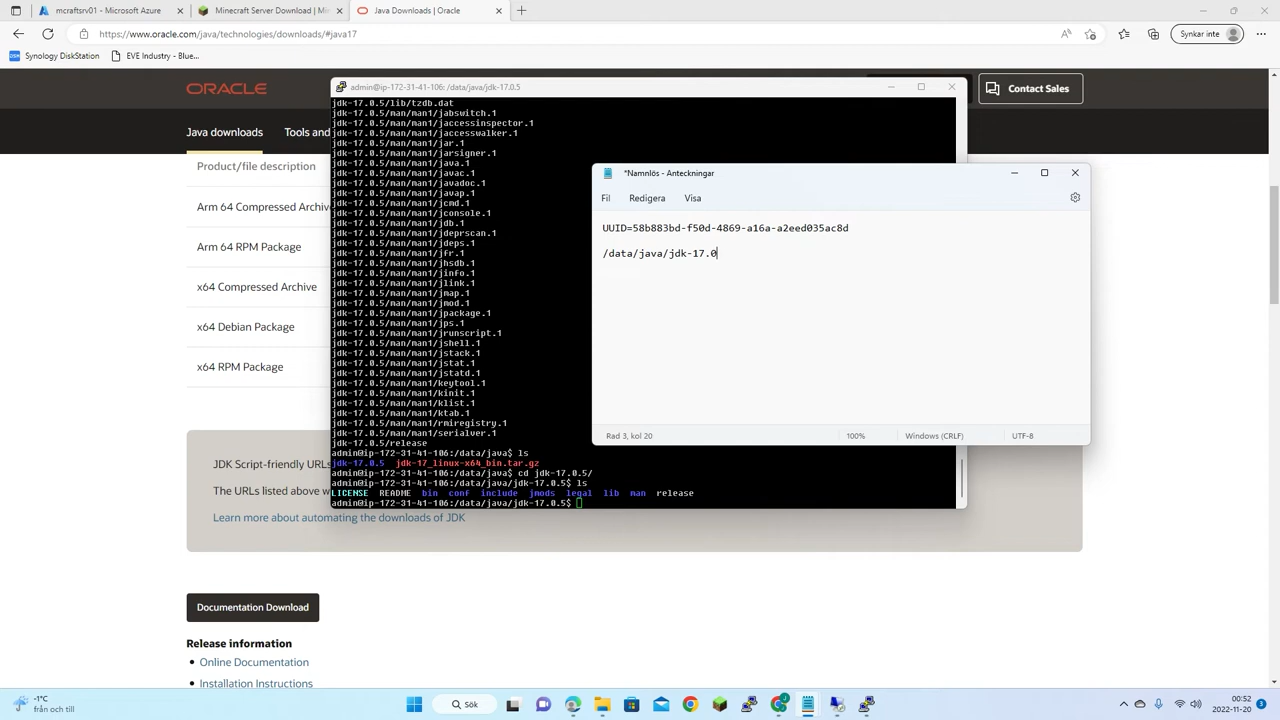 mcraftsrv01 - Microsoft Azure
Minecraft Server Download |
Java Downloads | Oracle
https://www.oracle.com/java/technologies/downloads/#java17
Synkar inte
Synology DiskStation
EVE Industry - Blue...
ORACLE
Contact Sales
Java downloads
Tools and
Product/file description
Arm 64 Compressed Archiv
Arm 64 RPM Package
x64 Compressed Archive
x64 Debian Package
x64 RPM Package
JDK Script-friendly URLs
The URLs listed above w
Learn more about automating the downloads of JDK
Documentation Download
Release information
Online Documentation
Installation Instructions
admin@ip-172-31-41-106: /data/java/jdk-17.0.5
jdk-17.0.5/lib/tzdb.dat
jdk-17.0.5/man/man1/jabswitch.1
jdk-17.0.5/man/man1/jaccessinspector.1
jdk-17.0.5/man/man1/jaccesswalker.1
jdk-17.0.5/man/man1/jar.1
jdk-17.0.5/man/man1/jarsigner.1
jdk-17.0.5/man/man1/java.1
jdk-17.0.5/man/man1/javac.1
jdk-17.0.5/man/man1/javadoc.1
jdk-17.0.5/man/man1/javap.1
jdk-17.0.5/man/man1/jcmd.1
jdk-17.0.5/man/man1/jconsole.1
jdk-17.0.5/man/man1/jdb.1
jdk-17.0.5/man/man1/jdeprscan.1
jdk-17.0.5/man/man1/jdeps.1
jdk-17.0.5/man/man1/jfr.1
jdk-17.0.5/man/man1/jhsdb.1
jdk-17.0.5/man/man1/jinfo.1
jdk-17.0.5/man/man1/jlink.1
jdk-17.0.5/man/man1/jmap.1
jdk-17.0.5/man/man1/jmod.1
jdk-17.0.5/man/man1/jpackage.1
jdk-17.0.5/man/man1/jps.1
jdk-17.0.5/man/man1/jrunscript.1
jdk-17.0.5/man/man1/jshell.1
jdk-17.0.5/man/man1/jstack.1
jdk-17.0.5/man/man1/jstat.1
jdk-17.0.5/man/man1/jstatd.1
jdk-17.0.5/man/man1/keytool.1
jdk-17.0.5/man/man1/kinit.1
jdk-17.0.5/man/man1/klist.1
jdk-17.0.5/man/man1/ktab.1
jdk-17.0.5/man/man1/rmiregistry.1
jdk-17.0.5/man/man1/serialver.1
jdk-17.0.5/release
admin@ip-172-31-41-106:/data/java$ ls
jdk-17.0.5 jdk-17_linux-x64_bin.tar.gz
admin@ip-172-31-41-106:/data/java$ cd jdk-17.0.5/
admin@ip-172-31-41-106:/data/java/jdk-17.0.5$ ls
LICENSE README bin conf include jmods legal lib man release
admin@ip-172-31-41-106:/data/java/jdk-17.0.5$
*Namnlös - Anteckningar
Fil Redigera Visa
UUID=58b883bd-f50d-4869-a16a-a2eed035ac8d
/data/java/jdk-17.0
Rad 3, kol 20
100%
Windows (CRLF)
UTF-8
-1°C
från och till
Sök
00:52
2022-11-20
3